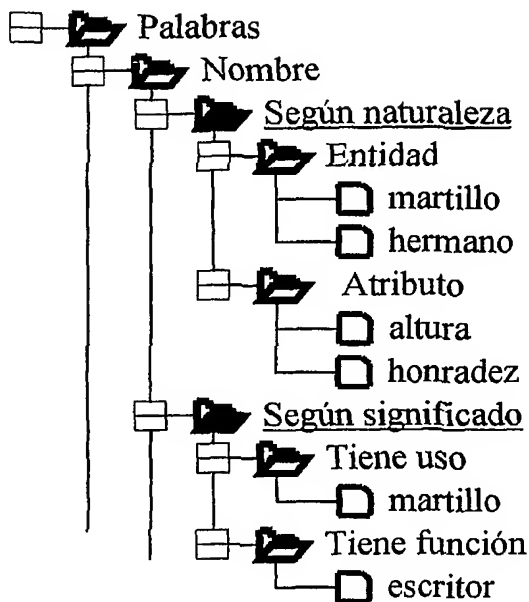 Palabras
Nombre
Según naturaleza
Entidad
martillo
hermano
Atributo
altura
honradez
Según significado
Tiene uso
martillo
Tiene función
escritor